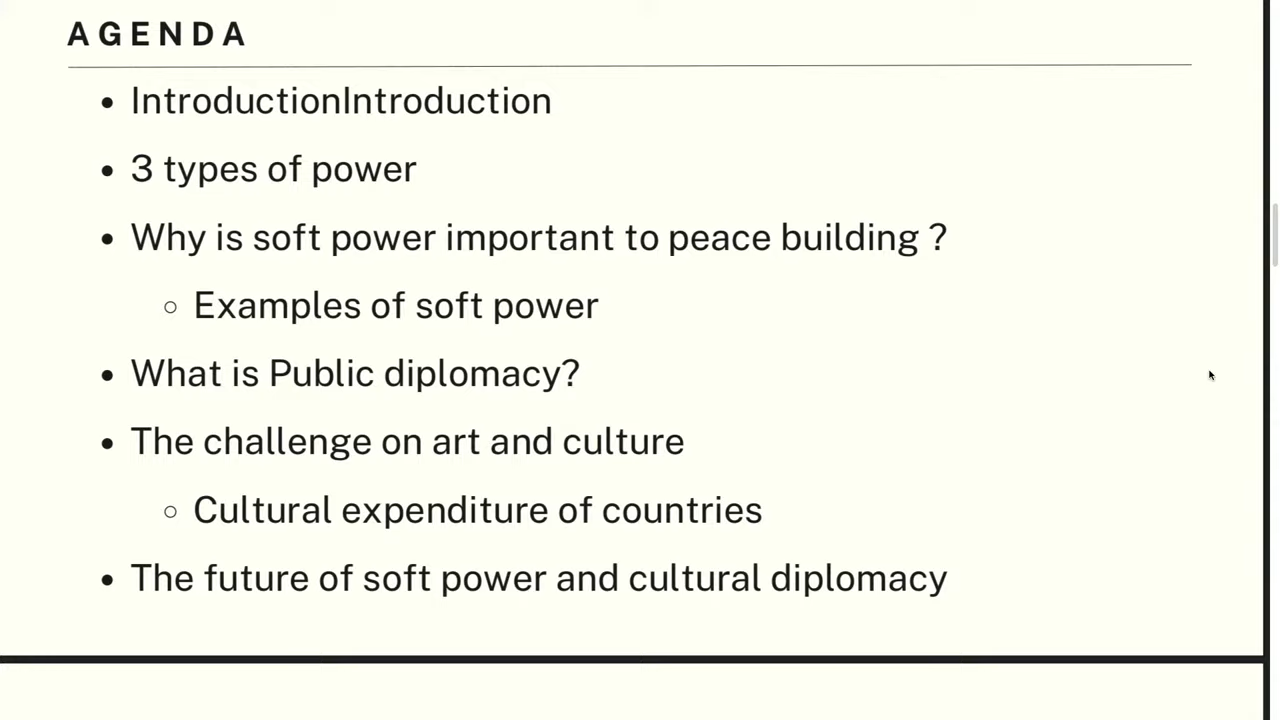 AGENDA
IntroductionIntroduction
3 types of power
Why is soft power important to peace building ?
Examples of soft power
What is Public diplomacy?
The challenge on art and culture
Cultural expenditure of countries
The future of soft power and cultural diplomacy